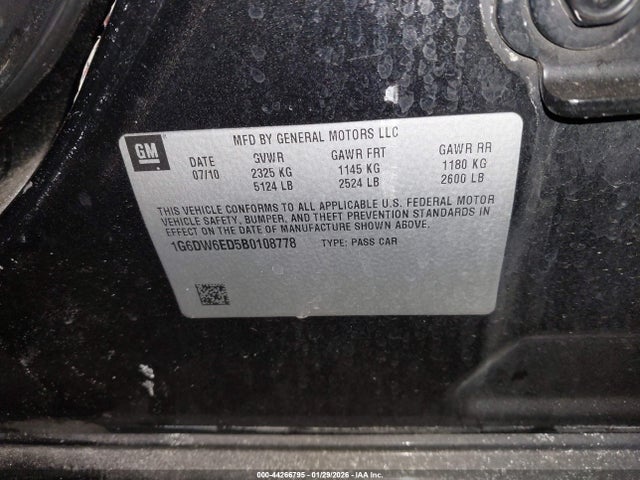 GM
MFD BY GENERAL MOTORS LLC
DATE GVWR GAWR FRT GAWR RR
07/10 2325 KG 1145 KG 1180 KG
5124 LB 2524 LB 2600 LB
THIS VEHICLE CONFORMS TO ALL APPLICABLE U.S. FEDERAL MOTOR
VEHICLE SAFETY, BUMPER, AND THEFT PREVENTION STANDARDS IN
EFFECT ON THE DATE OF MANUFACTURE SHOWN ABOVE.
1G6DW6ED5B0108778 TYPE: PASS CAR
000-44266795 - 01/29/2026 - IAA Inc.